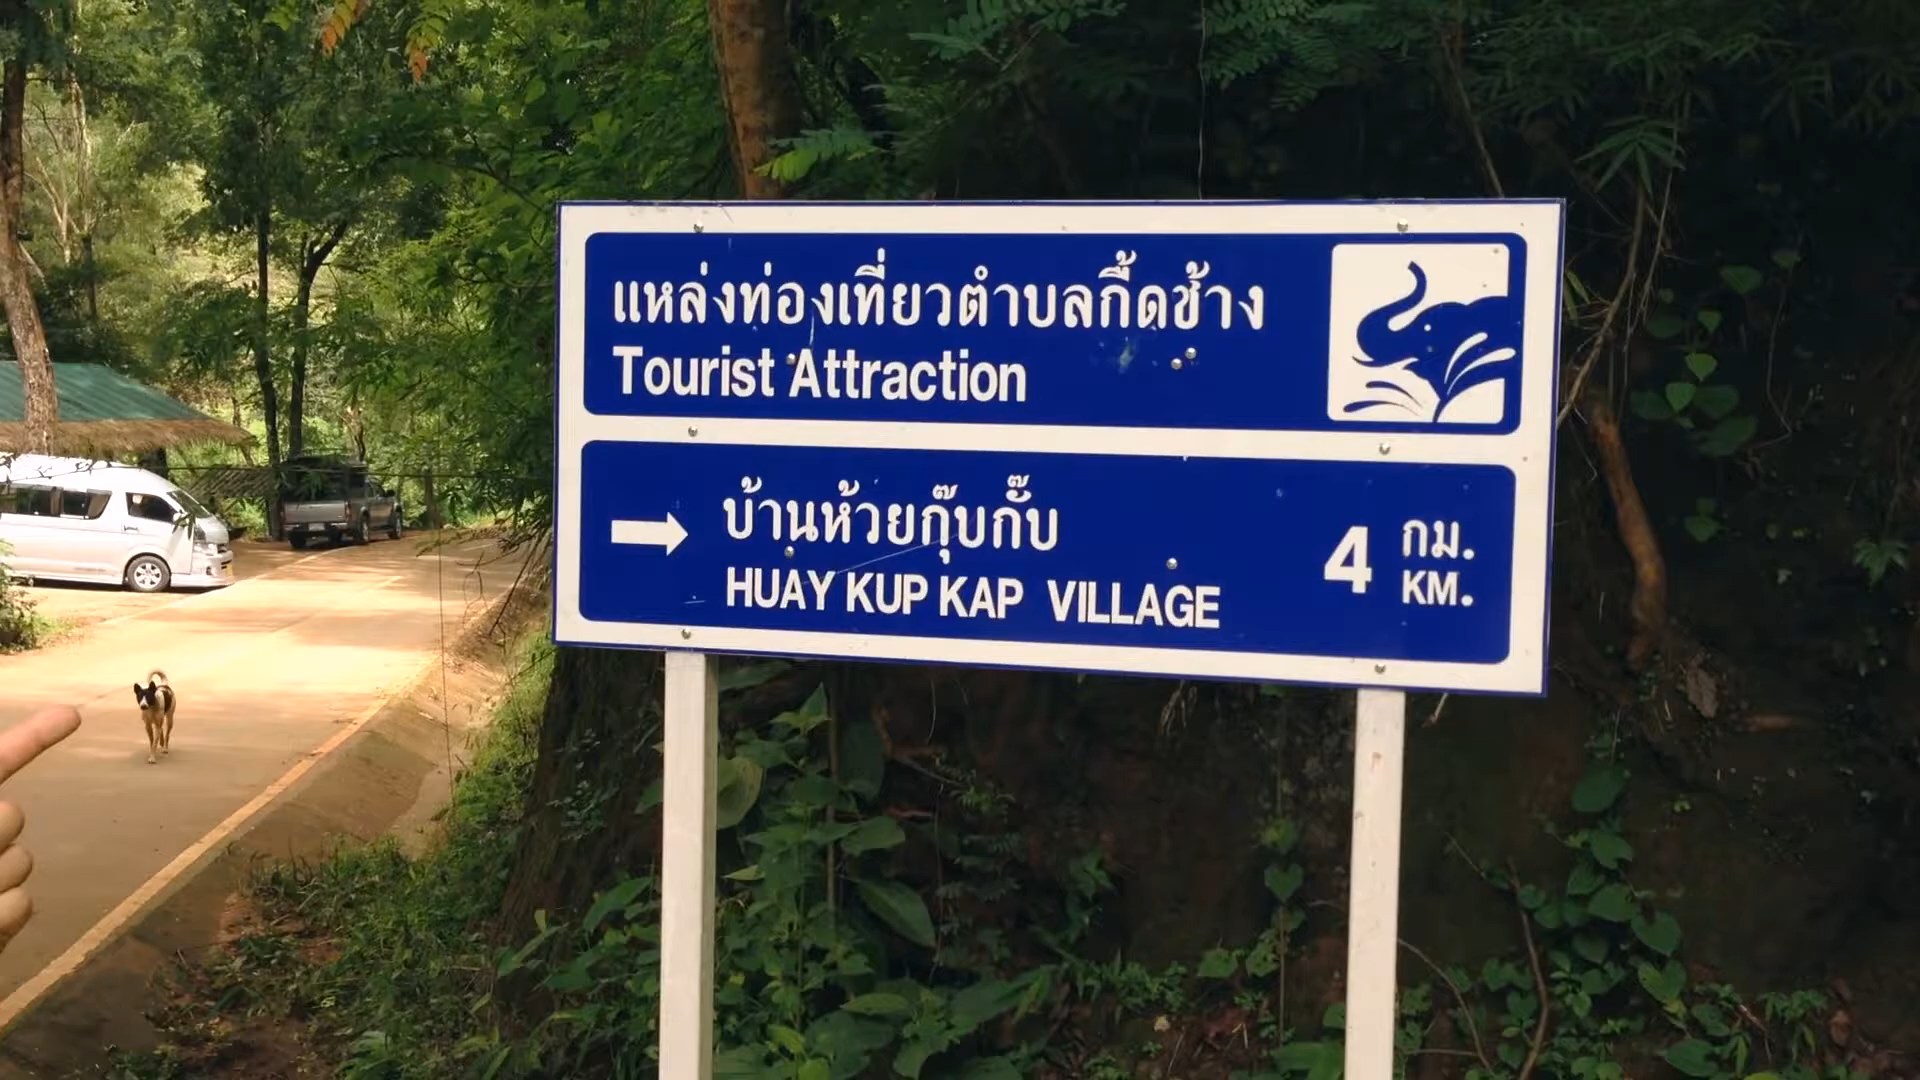 แหล่งท่องเที่ยวตำบลกื้ดช้าง
Tourist Attraction
บ้านห้วยกุ๊บกั๊บ
HUAY KUP KAP VILLAGE
4 กม.
KM.